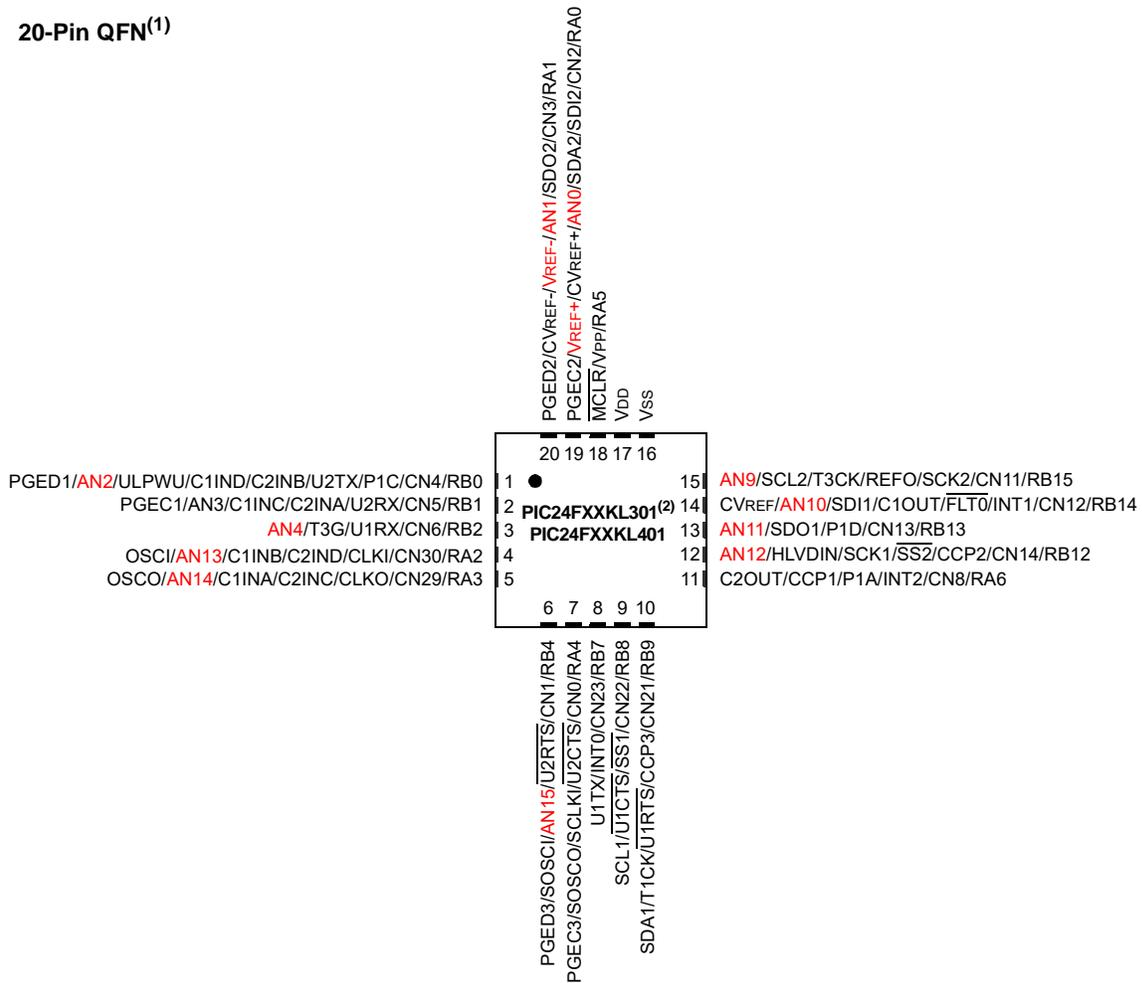 20-Pin QFN(1)
PGED2/CVREF-/VREF-/AN1/SDO2/CN3/RA1
PGEC2/VREF+/CVREF+/AN0/SDA2/SDI2/CN2/RA0
MCLR/VPP/RA5
VDD
VSS
20 19 18 17 16
PGED1/AN2/ULPWU/C1IND/C2INB/U2TX/P1C/CN4/RB0 1
PGEC1/AN3/C1INC/C2INA/U2RX/CN5/RB1 2
AN4/T3G/U1RX/CN6/RB2 3
OSCI/AN13/C1INB/C2IND/CLKI/CN30/RA2 4
OSCO/AN14/C1INA/C2INC/CLKO/CN29/RA3 5
PIC24FXXKL301(2)
PIC24FXXKL401
15 AN9/SCL2/T3CK/REFO/SCK2/CN11/RB15
14 CVREF/AN10/SDI1/C1OUT/FLT0/INT1/CN12/RB14
13 AN11/SDO1/P1D/CN13/RB13
12 AN12/HLVDIN/SCK1/SS2/CCP2/CN14/RB12
11 C2OUT/CCP1/P1A/INT2/CN8/RA6
6 7 8 9 10
PGED3/SOSCI/AN15/U2RTS/CN1/RB4
PGEC3/SOSCO/SCLKI/U2CTS/CN0/RA4
U1TX/INT0/CN23/RB7
SCL1/U1CTS/SS1/CN22/RB8
SDA1/T1CK/U1RTS/CCP3/CN21/RB9